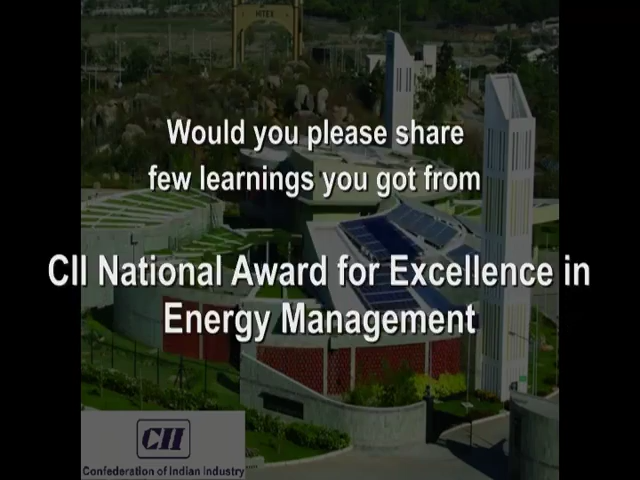 HITEX
Would you please share
few learnings you got from
CII National Award for Excellence in
Energy Management
CII
Confederation of Indian Industry